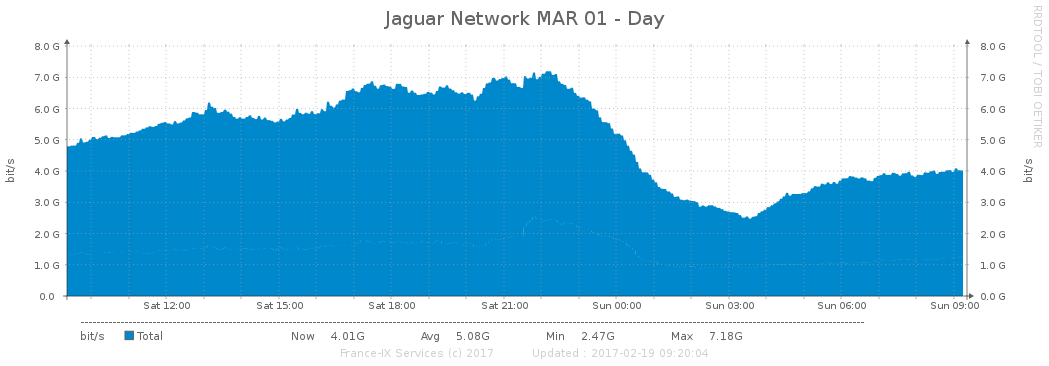 Jaguar Network MAR 01 - Day
RRDTOOL / TOBI OETIKER
8.0 G 8.0 G
7.0 G 7.0 G
6.0 G 6.0 G
5.0 G 5.0 G
4.0 G 4.0 G
3.0 G 3.0 G
2.0 G 2.0 G
1.0 G 1.0 G
0.0 0.0 G
bit/s bit/s
Sat 12:00 Sat 15:00 Sat 18:00 Sat 21:00 Sun 00:00 Sun 03:00 Sun 06:00 Sun 09:00
bit/s Total Now 4.01G Avg 5.08G Min 2.47G Max 7.18G
France-IX Services (c) 2017 Updated : 2017-02-19 09:20:04